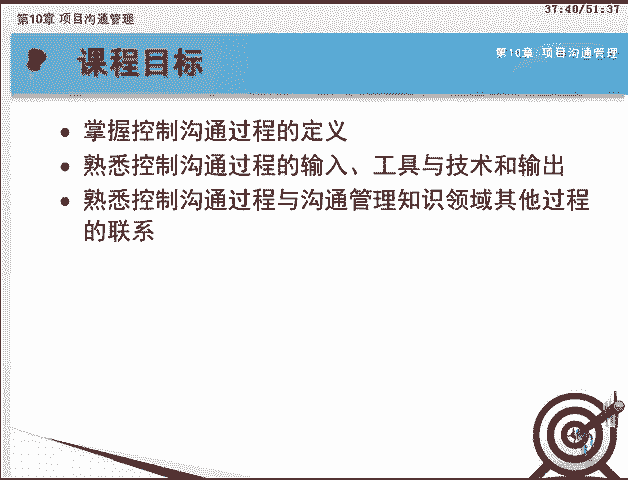 第10章 项目沟通管理
37:40/51:37
课程目标
第10章 项目沟通管理
● 掌握控制沟通过程的定义
● 熟悉控制沟通过程的输入、工具与技术和输出
● 熟悉控制沟通过程与沟通管理知识领域其他过程
的联系